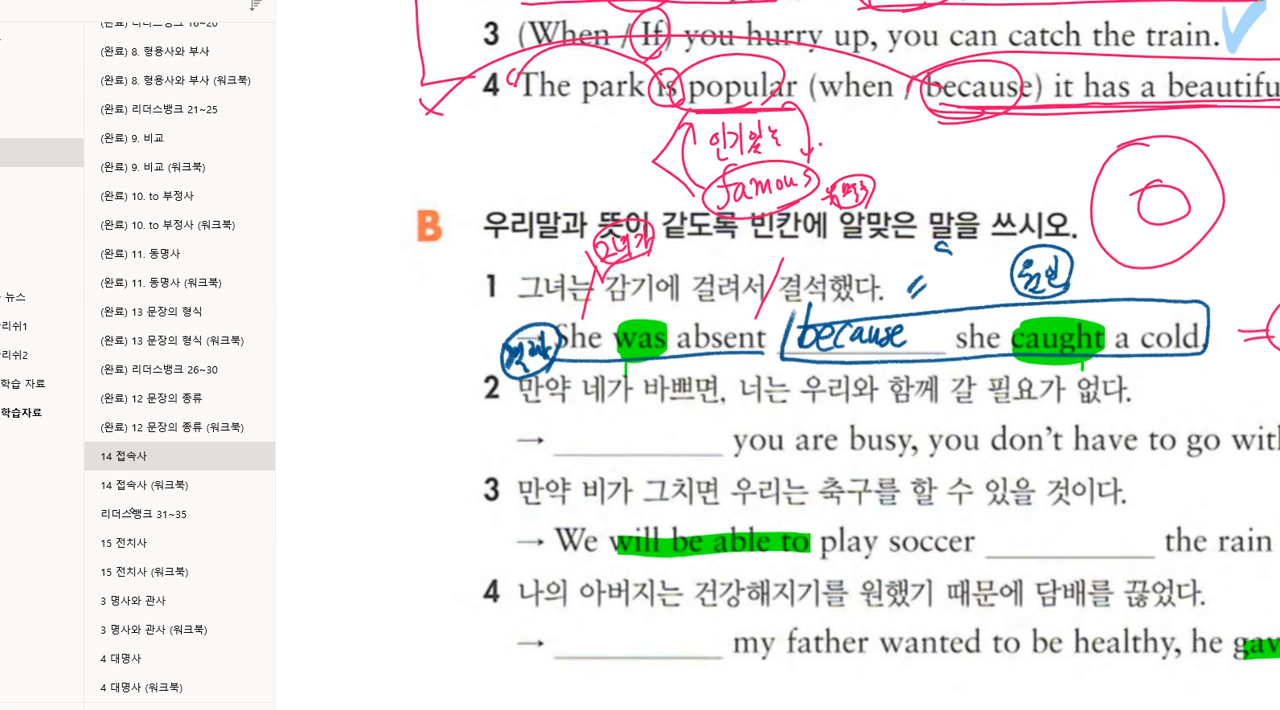 (완료) 8. 형용사와 부사
(완료) 8. 형용사와 부사 (워크북)
(완료) 리더스뱅크 21~25
(완료) 9. 비교
(완료) 9. 비교 (워크북)
(완료) 10. to 부정사
(완료) 10. to 부정사 (워크북)
(완료) 11. 동명사
(완료) 11. 동명사 (워크북)
(완료) 13 문장의 형식
(완료) 13 문장의 형식 (워크북)
(완료) 리더스뱅크 26~30
(완료) 12 문장의 종류
(완료) 12 문장의 종류 (워크북)
14 접속사
14 접속사 (워크북)
리더스뱅크 31~35
15 전치사
15 전치사 (워크북)
3 명사와 관사
3 명사와 관사 (워크북)
4 대명사
4 대명사 (워크북)
뉴스
리쉬1
리쉬2
학습 자료
학습자료
3 (When / If) you hurry up, you can catch the train.
4 The park is popular (when / because) it has a beautifu
인기있는
famous
유명한
B 우리말과 뜻이 같도록 빈칸에 알맞은 말을 쓰시오.
그녀가
원인
1 그녀는 감기에 걸려서 결석했다.
결과
→ She was absent because she caught a cold.
2 만약 네가 바쁘면, 너는 우리와 함께 갈 필요가 없다.
→ you are busy, you don't have to go with
3 만약 비가 그치면 우리는 축구를 할 수 있을 것이다.
→ We will be able to play soccer the rain
4 나의 아버지는 건강해지기를 원했기 때문에 담배를 끊었다.
→ my father wanted to be healthy, he gav